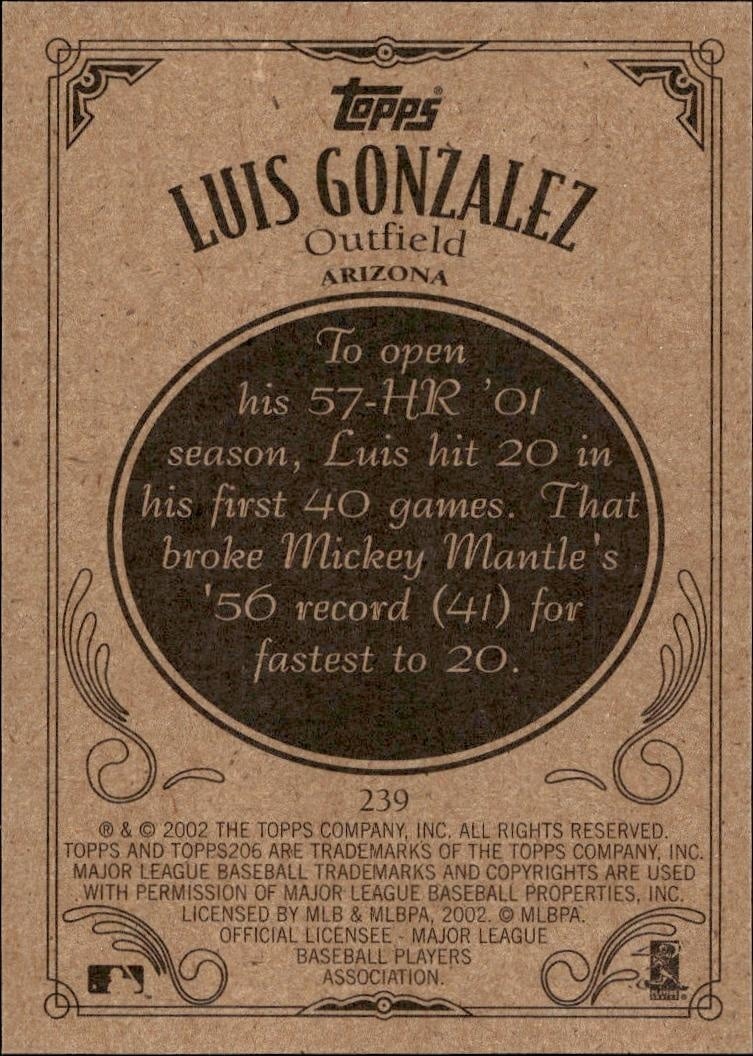 Topps®
LUIS GONZALEZ
Outfield
ARIZONA
To open
his 57-HR '01
season, Luis hit 20 in
his first 40 games. That
broke Mickey Mantle's
'56 record (41) for
fastest to 20.
239
® & © 2002 THE TOPPS COMPANY, INC. ALL RIGHTS RESERVED.
TOPPS AND TOPPS206 ARE TRADEMARKS OF THE TOPPS COMPANY, INC.
MAJOR LEAGUE BASEBALL TRADEMARKS AND COPYRIGHTS ARE USED
WITH PERMISSION OF MAJOR LEAGUE BASEBALL PROPERTIES, INC.
LICENSED BY MLB & MLBPA, 2002. © MLBPA.
OFFICIAL LICENSEE - MAJOR LEAGUE
BASEBALL PLAYERS
ASSOCIATION.